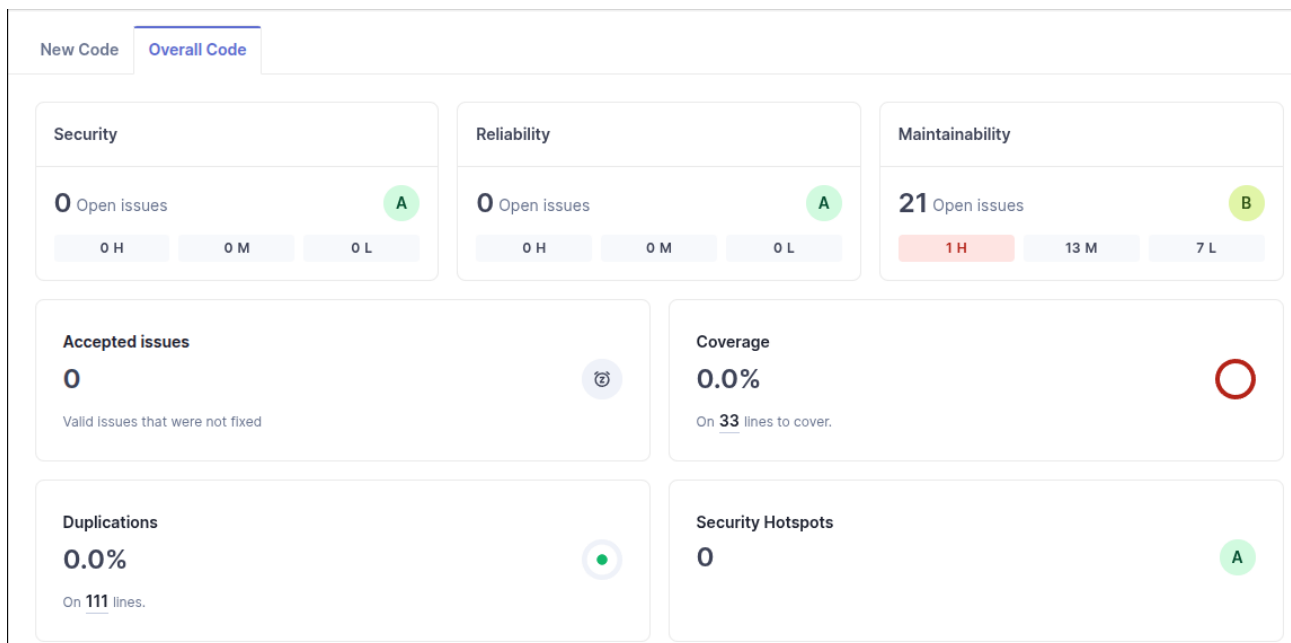 New Code Overall Code
Security
0 Open issues A
0 H 0 M 0 L
Reliability
0 Open issues A
0 H 0 M 0 L
Maintainability
21 Open issues B
1 H 13 M 7 L
Accepted issues
0
Valid issues that were not fixed
Coverage
0.0%
On 33 lines to cover.
Duplications
0.0%
On 111 lines.
Security Hotspots
0 A